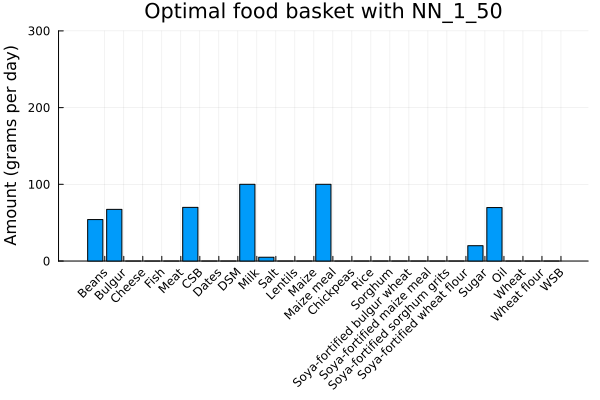 Optimal food basket with NN_1_50
Amount (grams per day)
300
200
100
0
Beans
Bulgur
Cheese
Fish
Meat
CSB
Dates
DSM
Milk
Salt
Lentils
Maize
Maize meal
Chickpeas
Rice
Sorghum
Soya-fortified bulgur wheat
Soya-fortified maize meal
Soya-fortified sorghum grits
Soya-fortified wheat flour
Sugar
Oil
Wheat
Wheat flour
WSB